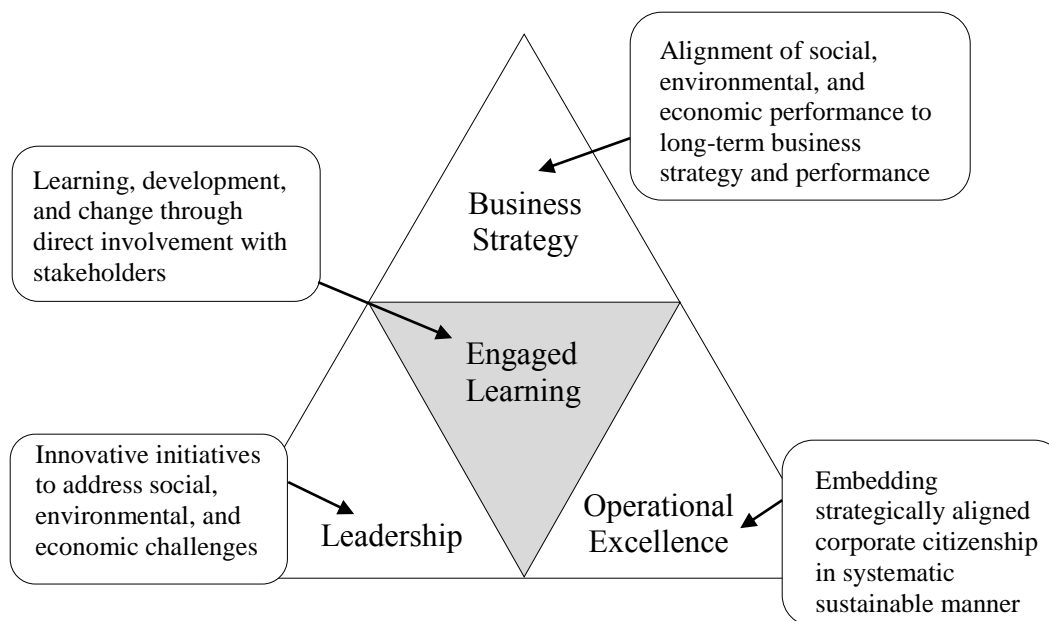 Alignment of social,
environmental, and
economic performance to
long-term business
strategy and performance
Learning, development,
and change through
direct involvement with
stakeholders
Business
Strategy
Engaged
Learning
Innovative initiatives
to address social,
environmental, and
economic challenges
Leadership
Operational
Excellence
Embedding
strategically aligned
corporate citizenship
in systematic
sustainable manner